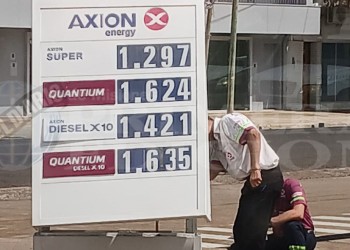 AXION
energy
AXION
SUPER 1.297
QUANTIUM 1.624
AXION
DIESEL X10 1.421
QUANTIUM
DIESEL X10 1.635